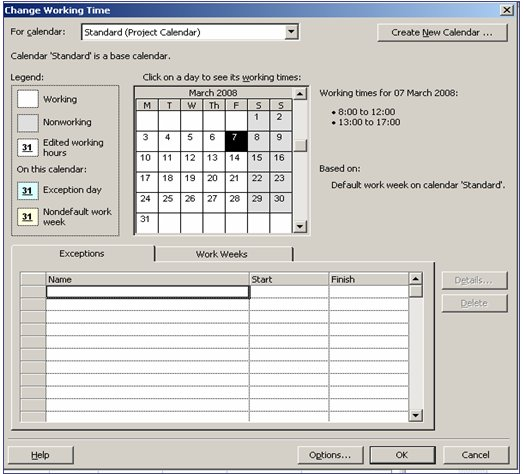 Change Working Time
For calendar: Standard (Project Calendar) Create New Calendar ...
Calendar 'Standard' is a base calendar.
Legend:
Working
Nonworking
31 Edited working hours
On this calendar:
31 Exception day
31 Nondefault work week
Click on a day to see its working times:
March 2008
M T W Th F S S
1 2
3 4 5 6 7 8 9
10 11 12 13 14 15 16
17 18 19 20 21 22 23
24 25 26 27 28 29 30
31
Working times for 07 March 2008:
• 8:00 to 12:00
• 13:00 to 17:00
Based on:
Default work week on calendar 'Standard'.
Exceptions Work Weeks
Name Start Finish
Details...
Delete
Help Options... OK Cancel